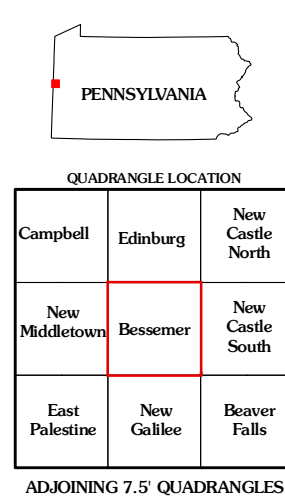 PENNSYLVANIA
QUADRANGLE LOCATION
Campbell
Edinburg
New
Castle
North
New
Middletown
Bessemer
New
Castle
South
East
Palestine
New
Galilee
Beaver
Falls
ADJOINING 7.5' QUADRANGLES